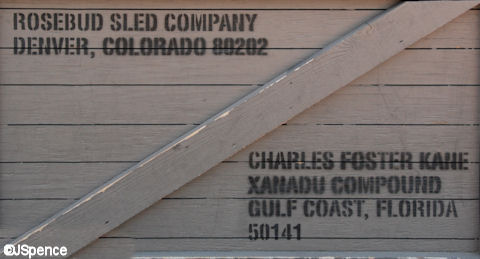 ROSEBUD SLED COMPANY
DENVER, COLORADO 80202
CHARLES FOSTER KANE
XANADU COMPOUND
GULF COAST, FLORIDA
50141
©JSpence